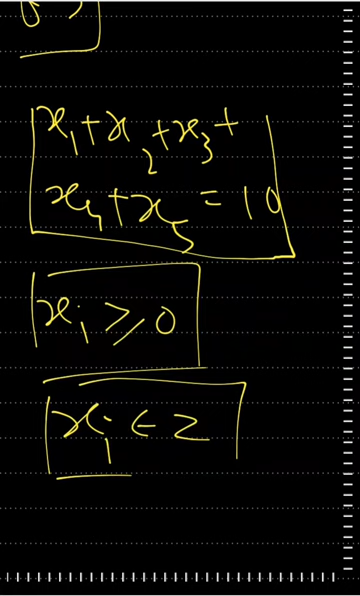 x₁+x₂+x₃+
x₄+x₅=10
xᵢ ⩾ 0
xᵢ ∈ Z